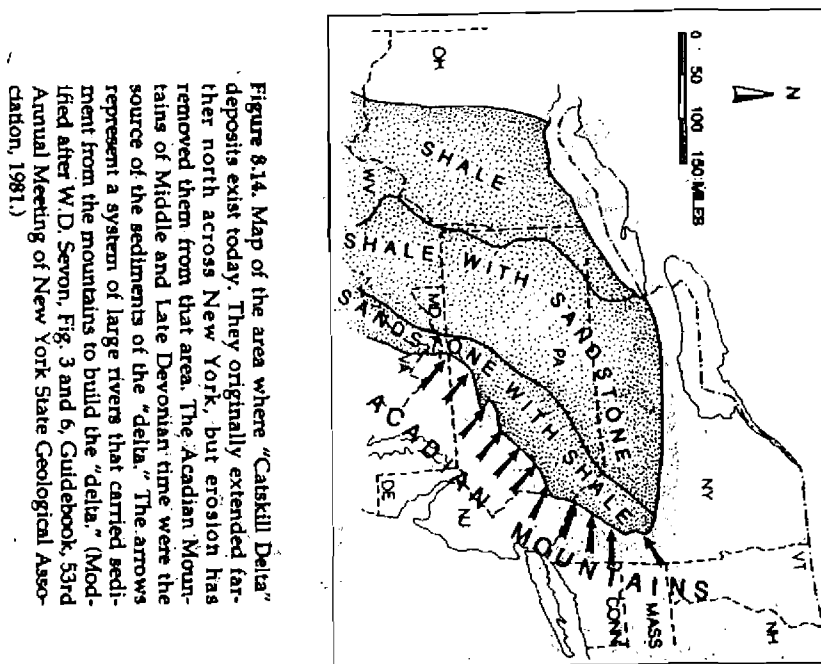 N
0 50 100 150 MILES
OH
NY
VT
NH
MASS
CONN
PA
NJ
DE
MD
WV
VA
SHALE
SHALE WITH SANDSTONE
SANDSTONE WITH SHALE
ACADIAN MOUNTAINS
Figure 8.14. Map of the area where "Catskill Delta"
deposits exist today. They originally extended far-
ther north across New York, but erosion has
removed them from that area. The Acadian Moun-
tains of Middle and Late Devonian time were the
source of the sediments of the "delta." The arrows
represent a system of large rivers that carried sedi-
ment from the mountains to build the "delta." (Mod-
ified after W.D. Sevon, Fig. 3 and 6, Guidebook, 53rd
Annual Meeting of New York State Geological Asso-
ciation, 1981.)